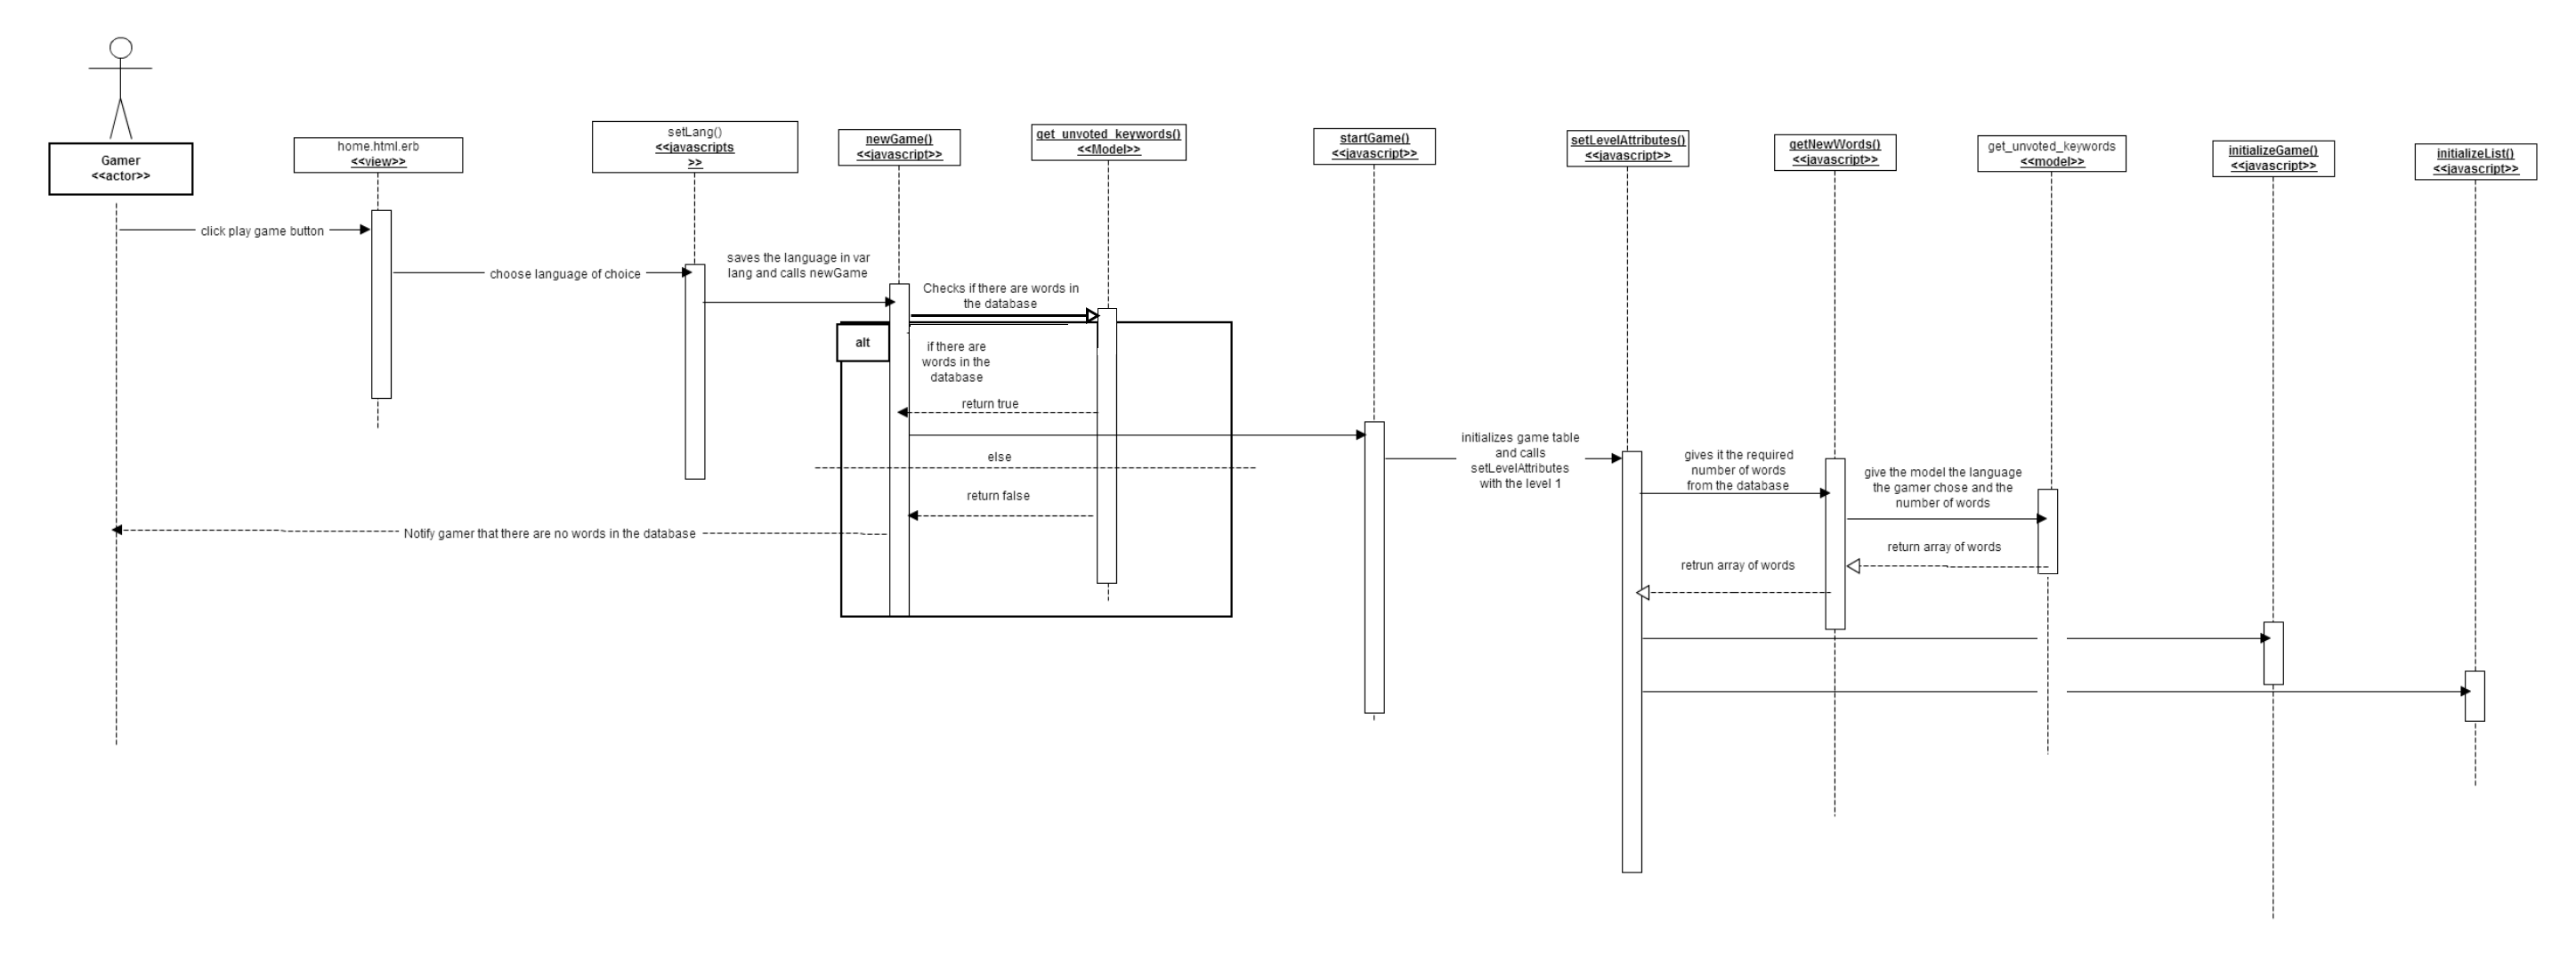 Gamer
<<actor>>
home.html.erb
<<view>>
setLang()
<<javascripts
>>
newGame()
<<javascript>>
get_unvoted_keywords()
<<Model>>
startGame()
<<javascript>>
setLevelAttributes()
<<javascript>>
getNewWords()
<<javascript>>
get_unvoted_keywords
<<model>>
initializeGame()
<<javascript>>
initializeList()
<<javascript>>
click play game button
choose language of choice
saves the language in var
lang and calls newGame
Checks if there are words in
the database
alt
if there are
words in the
database
return true
else
return false
Notify gamer that there are no words in the database
initializes game table
and calls
setLevelAttributes
with the level 1
gives it the required
number of words
from the database
give the model the language
the gamer chose and the
number of words
return array of words
retrun array of words